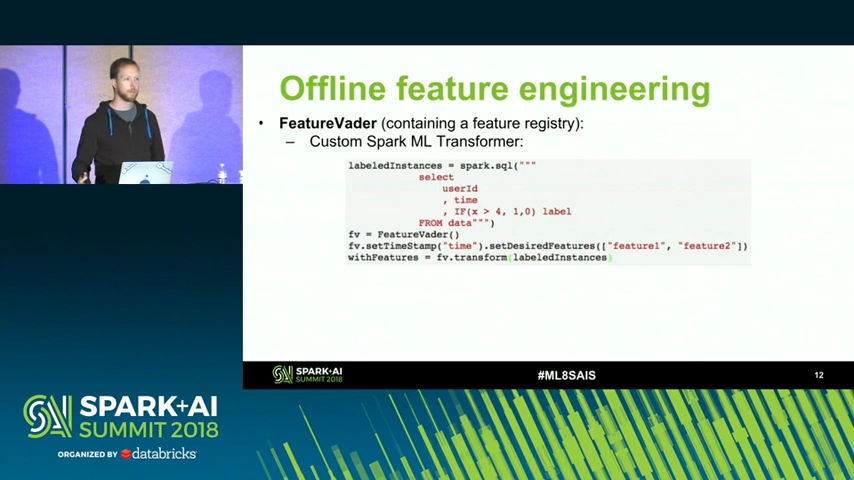 Offline feature engineering
• FeatureVader (containing a feature registry):
– Custom Spark ML Transformer:
labeledInstances = spark.sql("""
select
userId
, time
, IF(x > 4, 1,0) label
FROM data""")
fv = FeatureVader()
fv.setTimeStamp("time").setDesiredFeatures(["feature1", "feature2"])
withFeatures = fv.transform(labeledInstances)
SPARK+AI
SUMMIT 2018
#ML8SAIS
12
SPARK+AI
SUMMIT 2018
ORGANIZED BY databricks